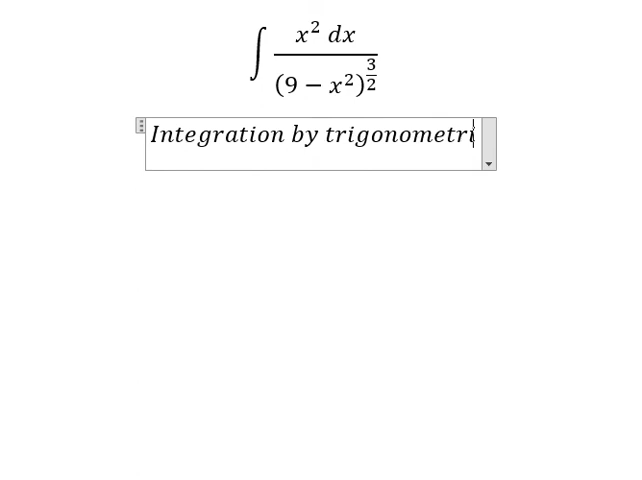 ∫ x² dx / (9 − x²)^(3/2)
Integration by trigonometri